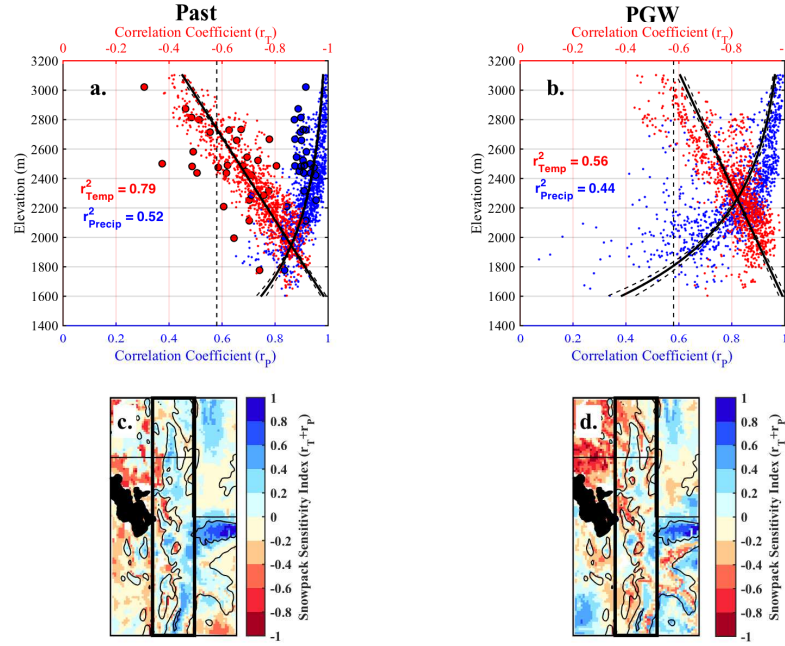 Past
Correlation Coefficient (rT)
0 -0.2 -0.4 -0.6 -0.8 -1
3200
3000
2800
2600
2400
2200
2000
1800
1600
1400
Elevation (m)
a.
r²Temp = 0.79
r²Precip = 0.52
0 0.2 0.4 0.6 0.8 1
Correlation Coefficient (rP)
PGW
Correlation Coefficient (rT)
0 -0.2 -0.4 -0.6 -0.8 -1
3200
3000
2800
2600
2400
2200
2000
1800
1600
1400
Elevation (m)
b.
r²Temp = 0.56
r²Precip = 0.44
0 0.2 0.4 0.6 0.8 1
Correlation Coefficient (rP)
c.
1
0.8
0.6
0.4
0.2
0
-0.2
-0.4
-0.6
-0.8
-1
Snowpack Sensitivity Index (rT+rP)
d.
1
0.8
0.6
0.4
0.2
0
-0.2
-0.4
-0.6
-0.8
-1
Snowpack Sensitivity Index (rT+rP)